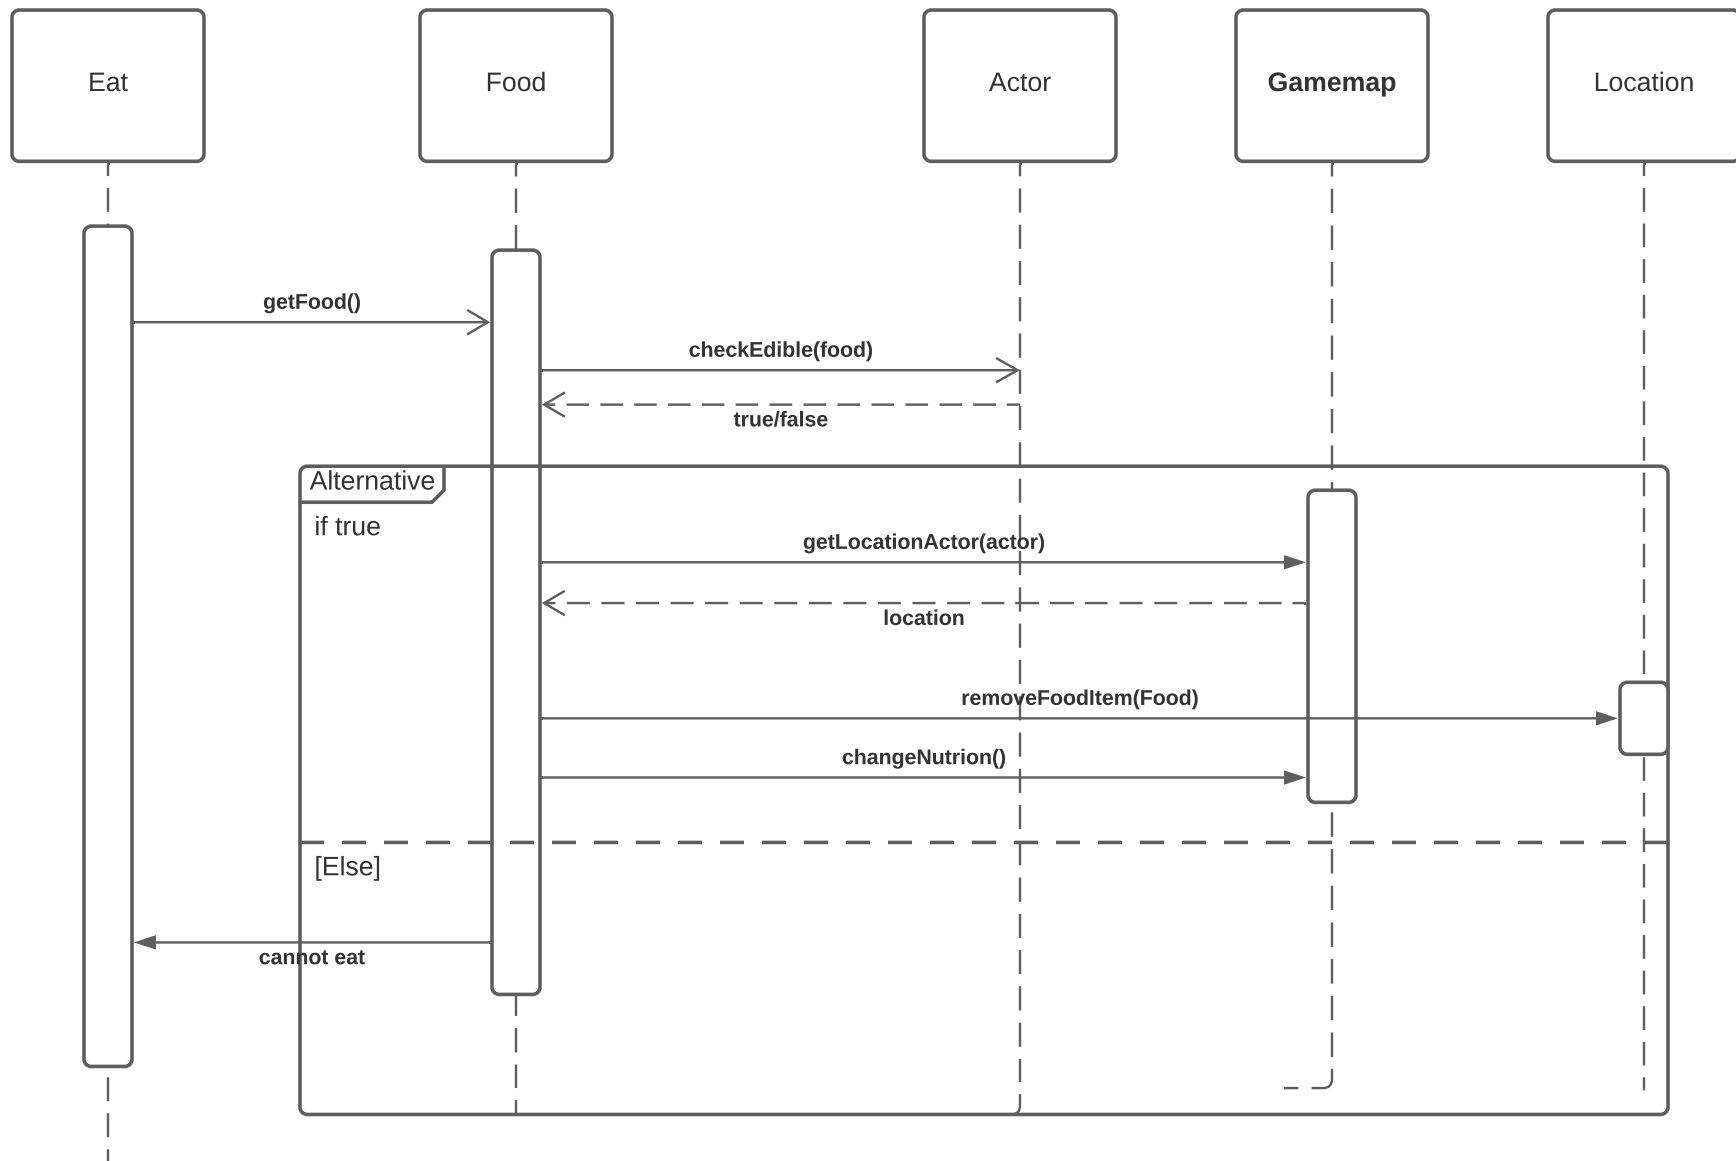 Eat
Food
Actor
Gamemap
Location
getFood()
checkEdible(food)
true/false
Alternative
if true
getLocationActor(actor)
location
removeFoodItem(Food)
changeNutrion()
[Else]
cannot eat